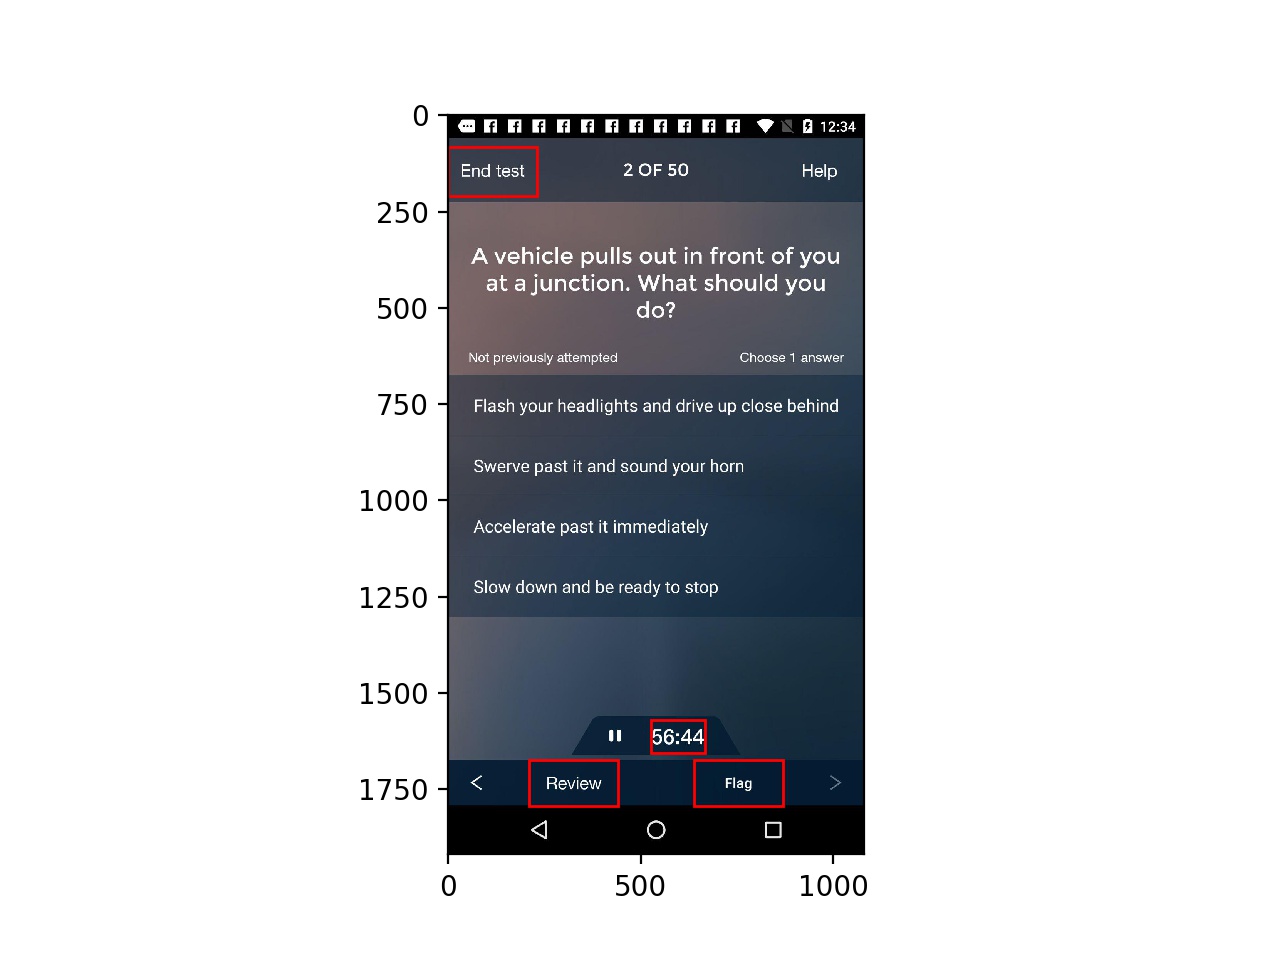 0
250
500
750
1000
1250
1500
1750
0
500
1000
12:34
End test
2 OF 50
Help
A vehicle pulls out in front of you
at a junction. What should you
do?
Not previously attempted
Choose 1 answer
Flash your headlights and drive up close behind
Swerve past it and sound your horn
Accelerate past it immediately
Slow down and be ready to stop
56:44
Review
Flag